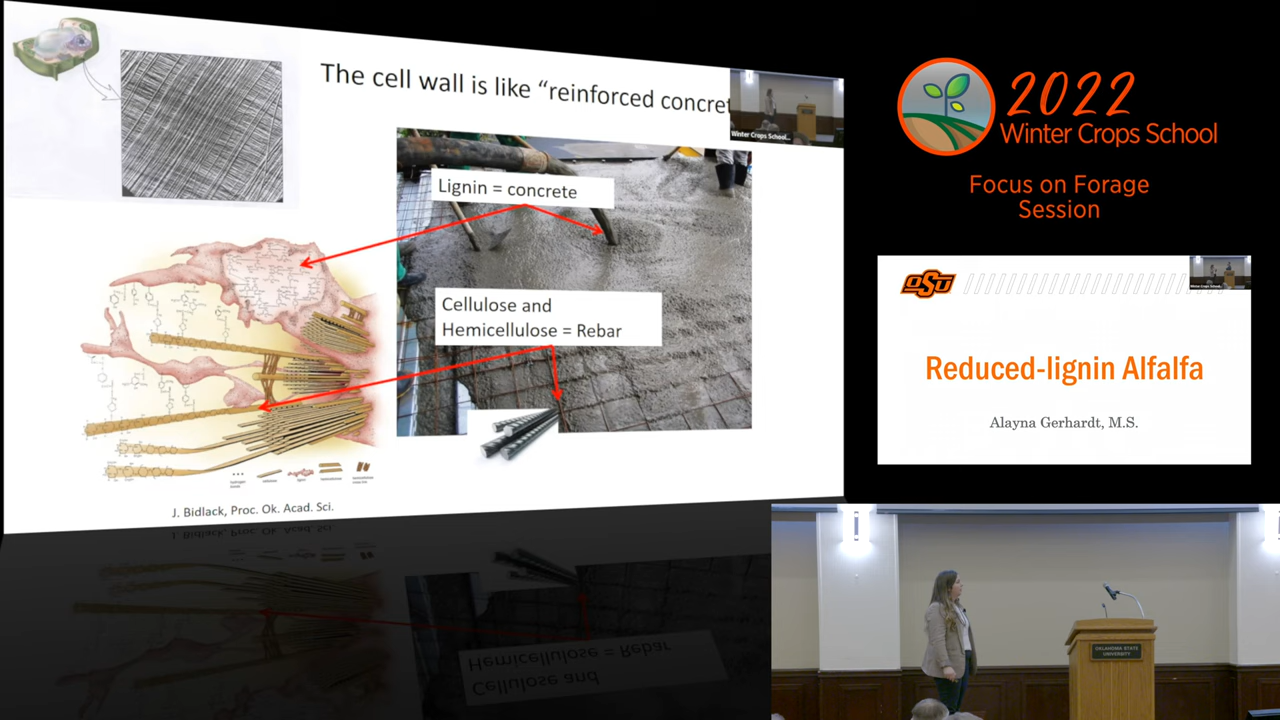 The cell wall is like “reinforced concret
Winter Crops School...
Lignin = concrete
Cellulose and
Hemicellulose = Rebar
J. Bidlack, Proc. Ok. Acad. Sci.
2022
Winter Crops School
Focus on Forage
Session
OSU
Reduced-lignin Alfalfa
Alayna Gerhardt, M.S.
OKLAHOMA STATE
UNIVERSITY